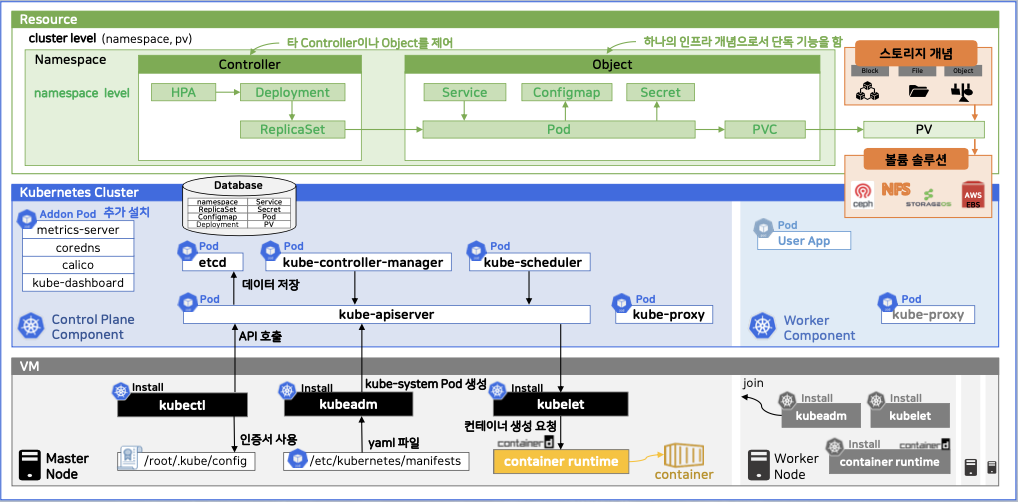 Resource
cluster level (namespace, pv)
타 Controller이나 Object를 제어
하나의 인프라 개념으로서 단독 기능을 함
Namespace
Controller
Object
스토리지 개념
Block
File
Object
namespace level
HPA
Deployment
Service
Configmap
Secret
ReplicaSet
Pod
PVC
PV
볼륨 솔루션
ceph
NFS
STORAGEOS
AWS
EBS
Kubernetes Cluster
Database
namespace
Service
ReplicaSet
Secret
Configmap
Pod
Deployment
PV
Addon Pod 추가 설치
metrics-server
coredns
calico
kube-dashboard
Pod
etcd
Pod
kube-controller-manager
Pod
kube-scheduler
Pod
User App
데이터 저장
Pod
kube-apiserver
Pod
kube-proxy
Pod
kube-proxy
Control Plane
Component
Worker
Component
API 호출
VM
kube-system Pod 생성
Install
kubectl
Install
kubeadm
Install
kubelet
join
Install
kubeadm
Install
kubelet
인증서 사용
yaml 파일
컨테이너 생성 요청
containerd
Master
Node
/root/.kube/config
/etc/kubernetes/manifests
container runtime
container
Worker
Node
Install
containerd
container runtime